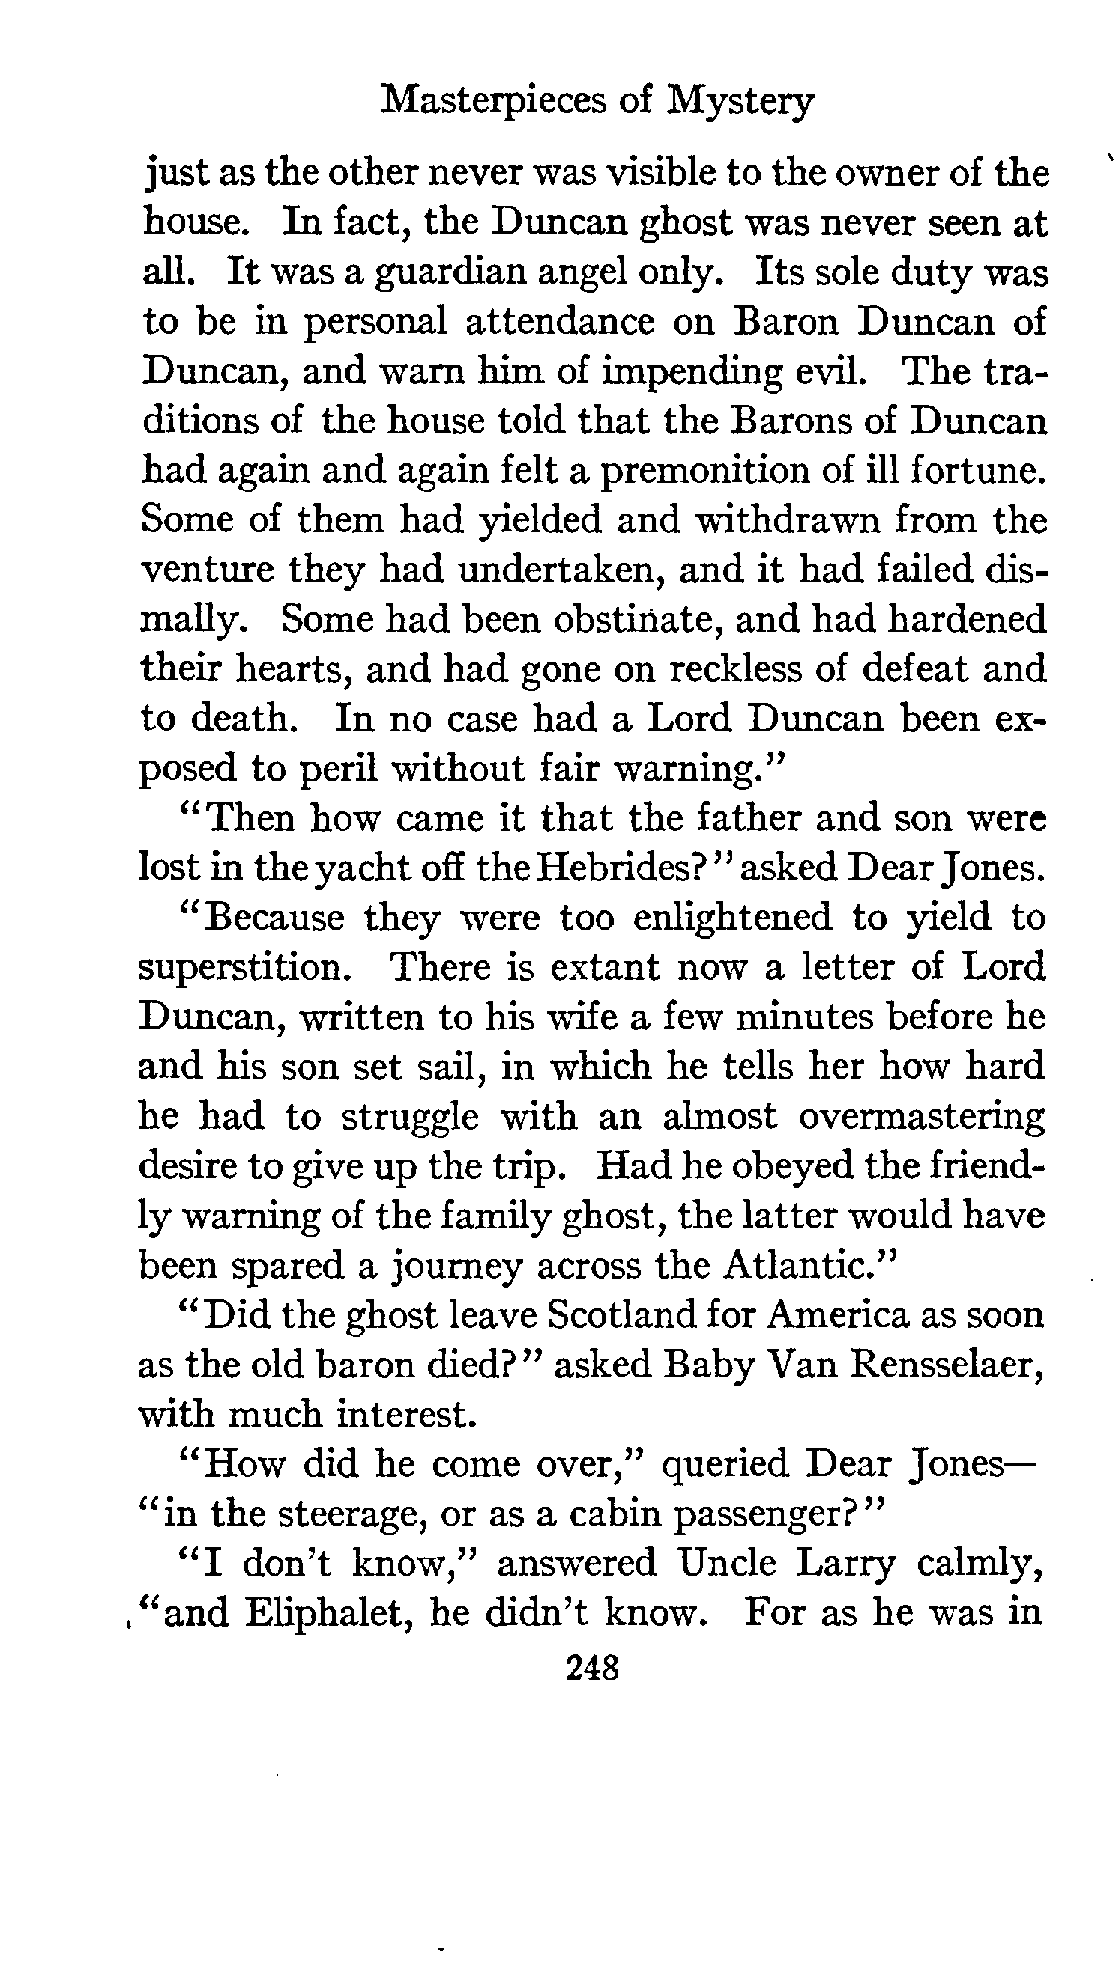 Masterpieces of Mystery
just as the other never was visible to the owner of the
house. In fact, the Duncan ghost was never seen at
all. It was a guardian angel only. Its sole duty was
to be in personal attendance on Baron Duncan of
Duncan, and warn him of impending evil. The tra-
ditions of the house told that the Barons of Duncan
had again and again felt a premonition of ill fortune.
Some of them had yielded and withdrawn from the
venture they had undertaken, and it had failed dis-
mally. Some had been obstinate, and had hardened
their hearts, and had gone on reckless of defeat and
to death. In no case had a Lord Duncan been ex-
posed to peril without fair warning."
"Then how came it that the father and son were
lost in the yacht off the Hebrides?" asked Dear Jones.
"Because they were too enlightened to yield to
superstition. There is extant now a letter of Lord
Duncan, written to his wife a few minutes before he
and his son set sail, in which he tells her how hard
he had to struggle with an almost overmastering
desire to give up the trip. Had he obeyed the friend-
ly warning of the family ghost, the latter would have
been spared a journey across the Atlantic."
"Did the ghost leave Scotland for America as soon
as the old baron died?" asked Baby Van Rensselaer,
with much interest.
"How did he come over," queried Dear Jones—
"in the steerage, or as a cabin passenger?"
"I don't know," answered Uncle Larry calmly,
"and Eliphalet, he didn't know. For as he was in
248